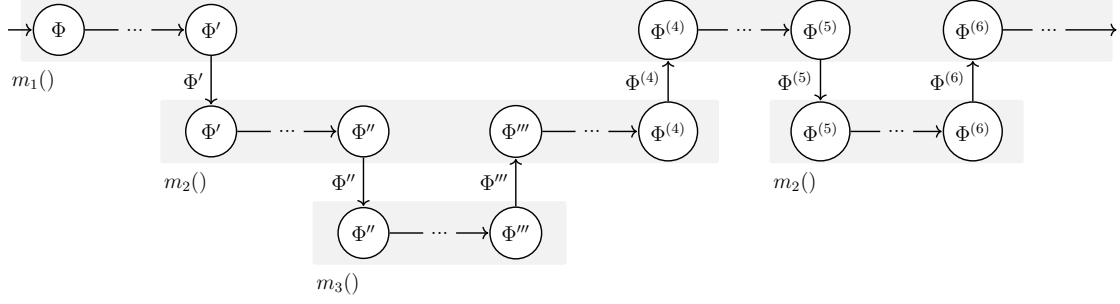 Φ ... Φ′ Φ⁽⁴⁾ ... Φ⁽⁵⁾ Φ⁽⁶⁾ ...
m₁() Φ′ Φ⁽⁴⁾ Φ⁽⁵⁾ Φ⁽⁶⁾
Φ′ ... Φ″ Φ‴ ... Φ⁽⁴⁾ Φ⁽⁵⁾ ... Φ⁽⁶⁾
m₂() Φ″ Φ‴ m₂()
Φ″ ... Φ‴
m₃()